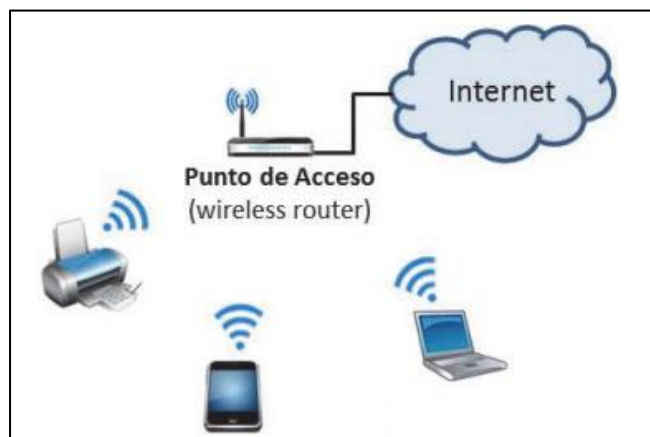 Internet
Punto de Acceso
(wireless router)